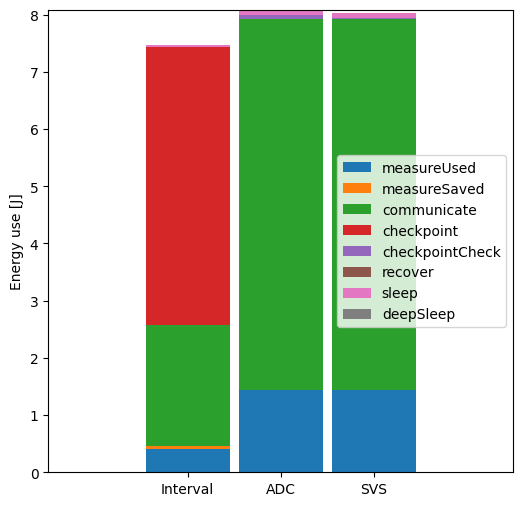 8
7
6
5
4
3
2
1
0
Energy use [J]
measureUsed
measureSaved
communicate
checkpoint
checkpointCheck
recover
sleep
deepSleep
Interval ADC SVS